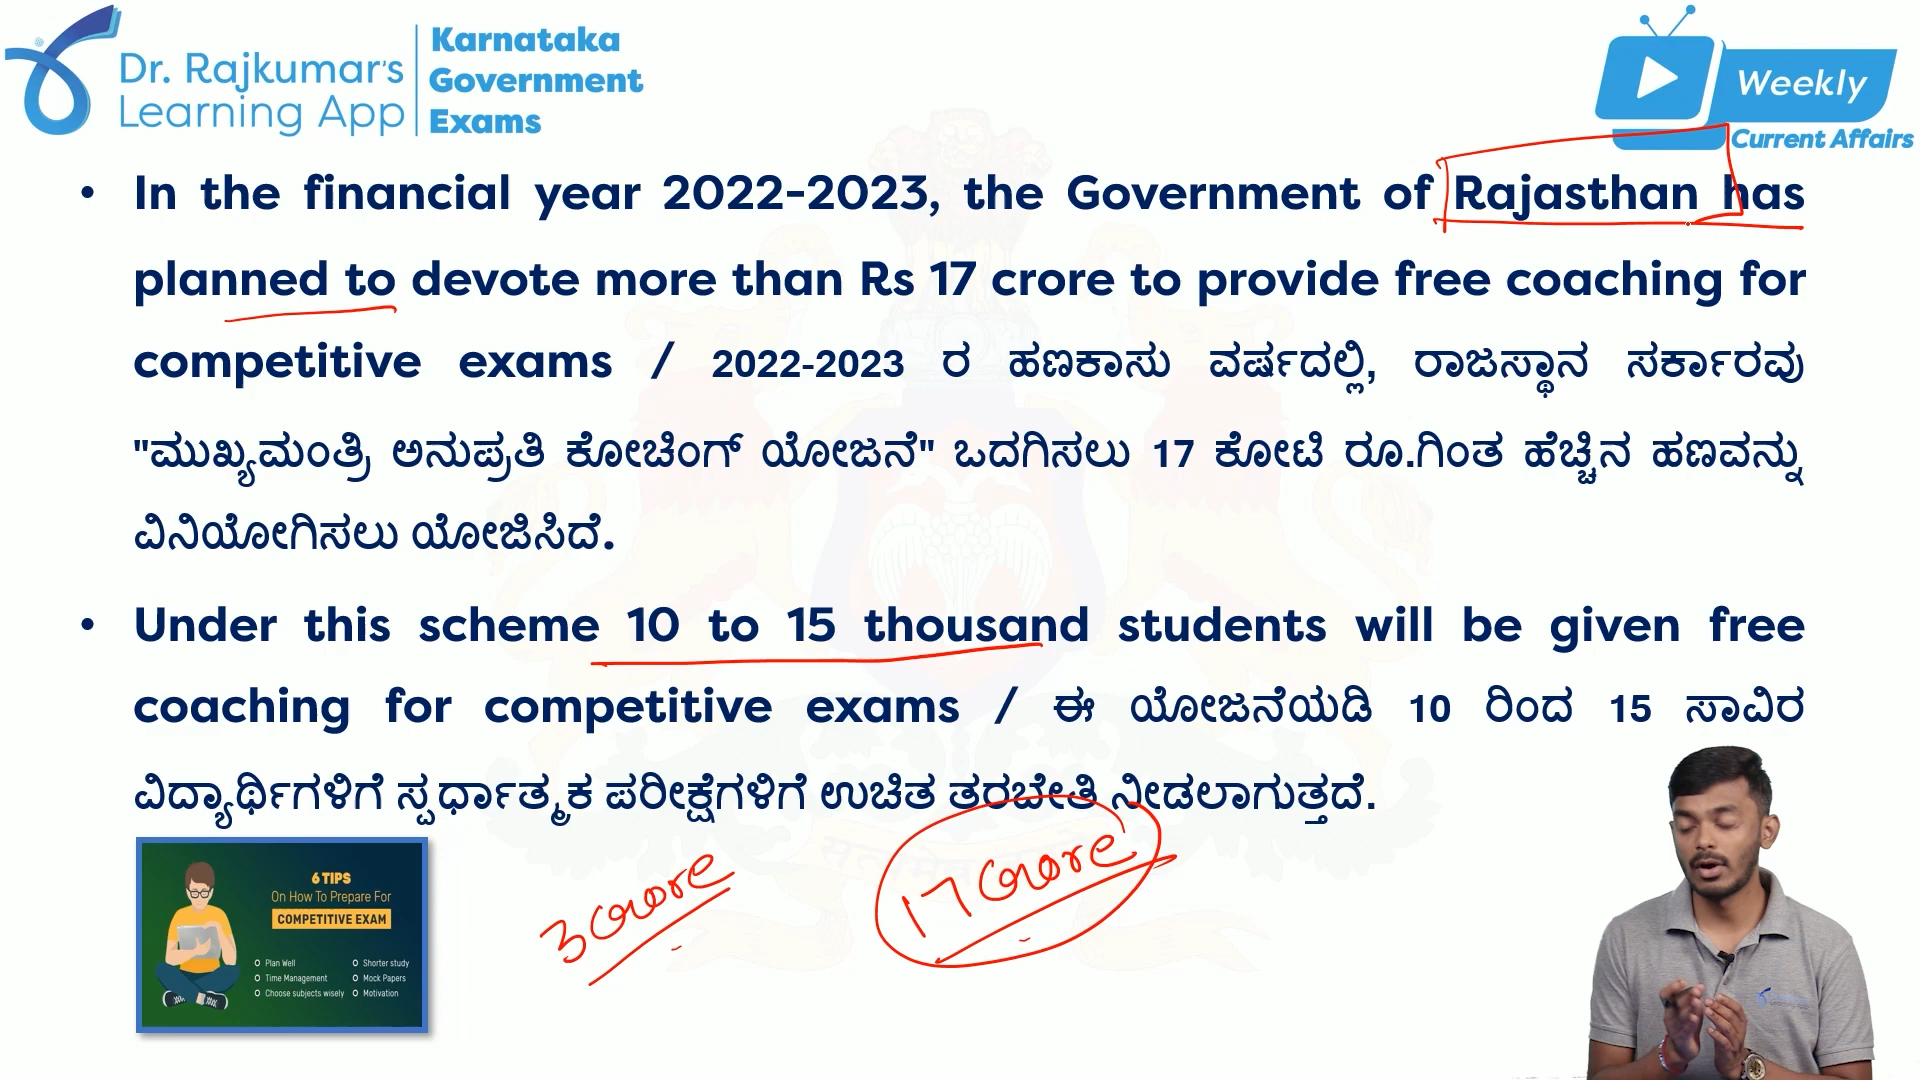 Dr. Rajkumar's
Learning App
Karnataka
Government
Exams
Weekly
Current Affairs
• In the financial year 2022-2023, the Government of Rajasthan has
planned to devote more than Rs 17 crore to provide free coaching for
competitive exams / 2022-2023 ರ ಹಣಕಾಸು ವರ್ಷದಲ್ಲಿ, ರಾಜಸ್ಥಾನ ಸರ್ಕಾರವು
"ಮುಖ್ಯಮಂತ್ರಿ ಅನುಪ್ರತಿ ಕೋಚಿಂಗ್ ಯೋಜನೆ" ಒದಗಿಸಲು 17 ಕೋಟಿ ರೂ.ಗಿಂತ ಹೆಚ್ಚಿನ ಹಣವನ್ನು
ವಿನಿಯೋಗಿಸಲು ಯೋಜಿಸಿದೆ.
• Under this scheme 10 to 15 thousand students will be given free
coaching for competitive exams / ಈ ಯೋಜನೆಯಡಿ 10 ರಿಂದ 15 ಸಾವಿರ
ವಿದ್ಯಾರ್ಥಿಗಳಿಗೆ ಸ್ಪರ್ಧಾತ್ಮಕ ಪರೀಕ್ಷೆಗಳಿಗೆ ಉಚಿತ ತರಬೇತಿ ನೀಡಲಾಗುತ್ತದೆ.
3 crore
17 crore
6 TIPS
On How To Prepare For
COMPETITIVE EXAM
Plan Well
Time Management
Choose subjects wisely
Shorter study
Mock Papers
Motivation